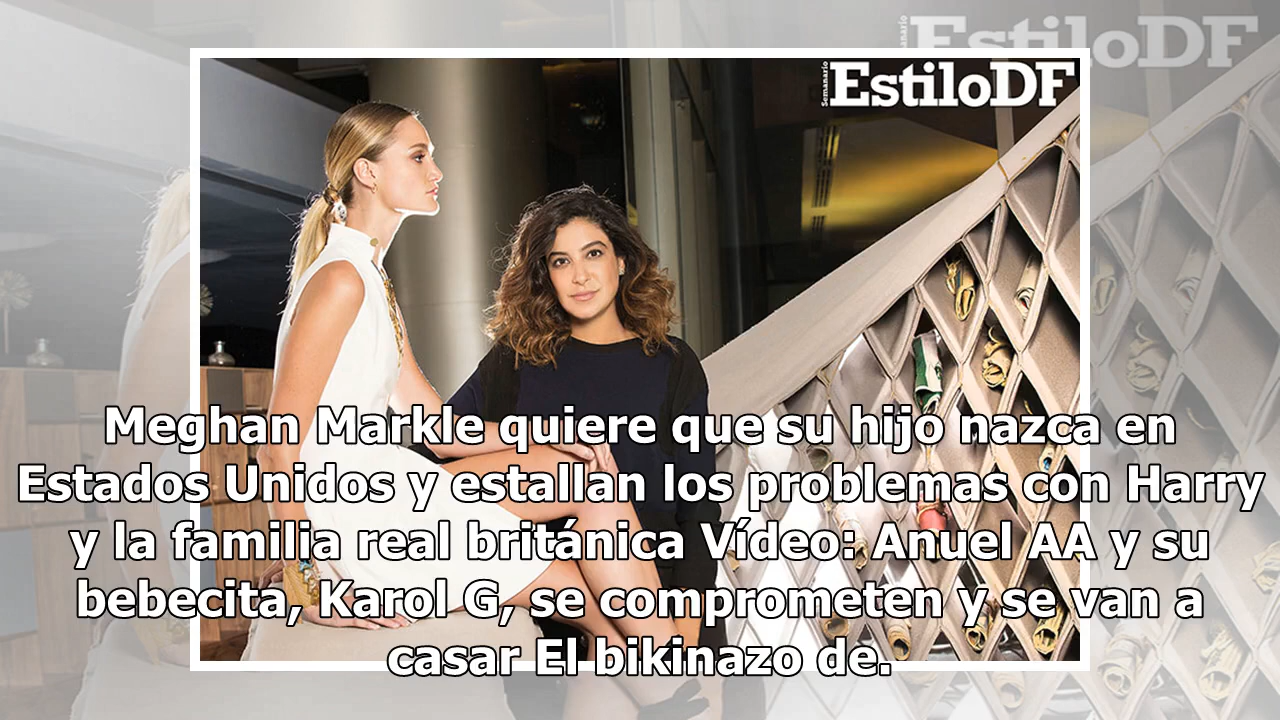 EstiloDF
Semanario
EstiloDF
Meghan Markle quiere que su hijo nazca en
Estados Unidos y estallan los problemas con Harry
y la familia real británica Vídeo: Anuel AA y su
bebecita, Karol G, se comprometen y se van a
casar El bikinazo de.